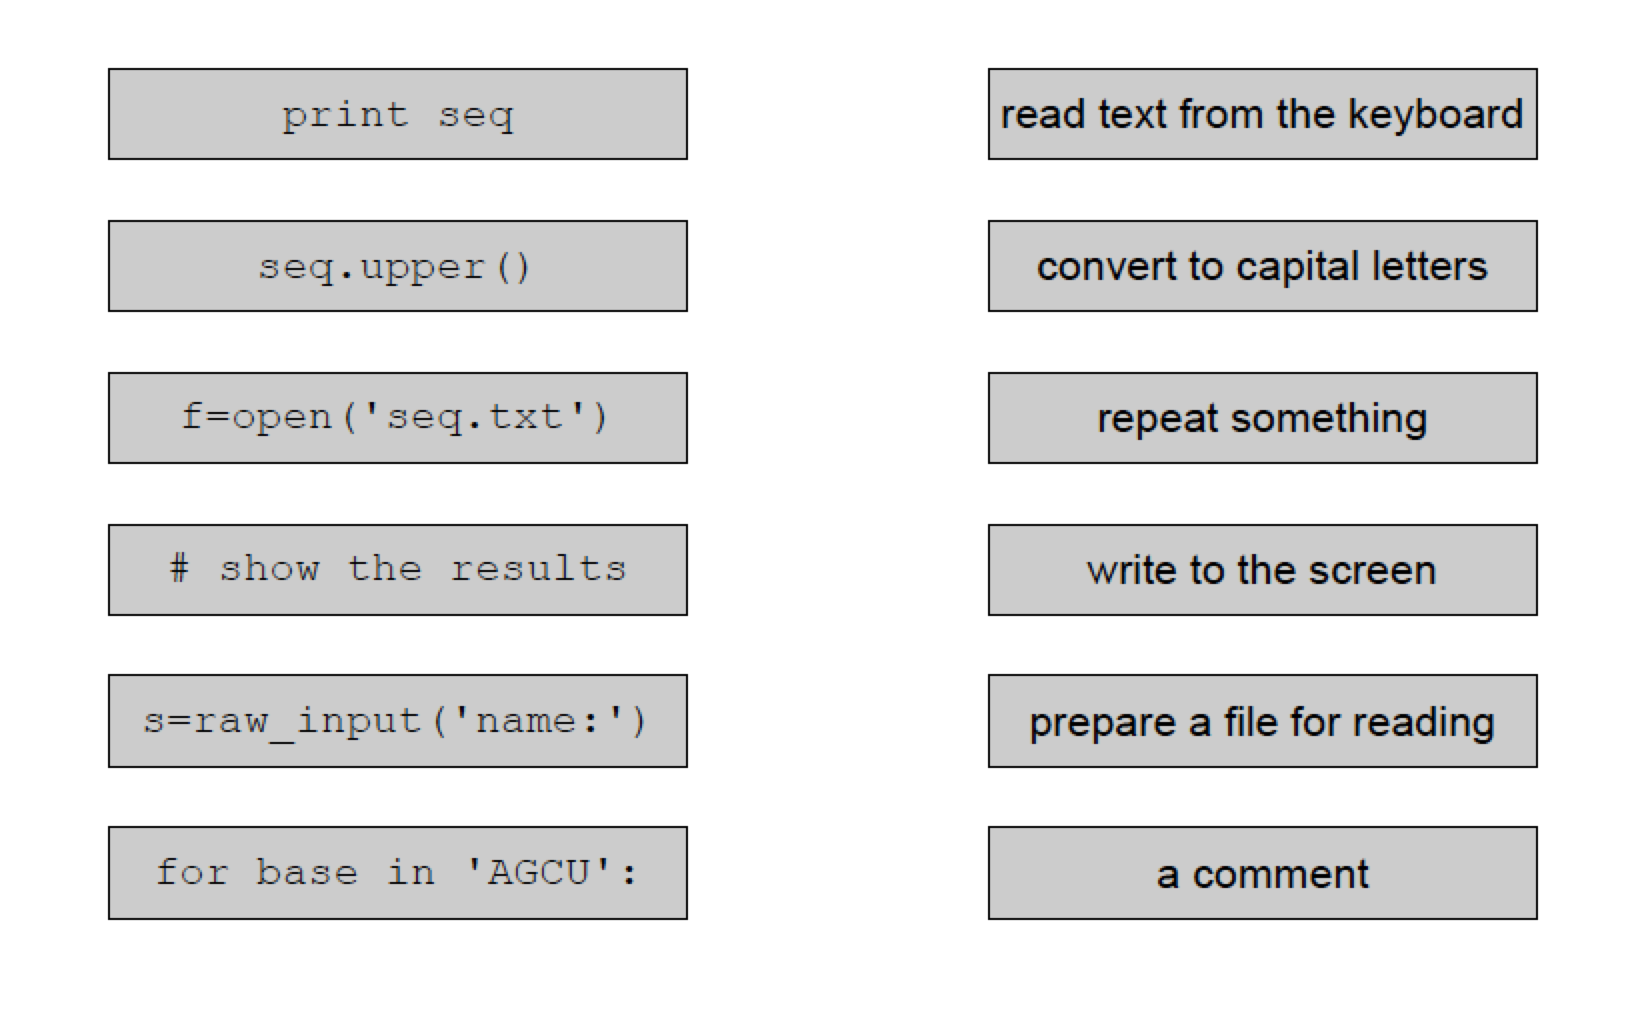 print seq
read text from the keyboard
seq.upper()
convert to capital letters
f=open('seq.txt')
repeat something
# show the results
write to the screen
s=raw_input('name:')
prepare a file for reading
for base in 'AGCU':
a comment